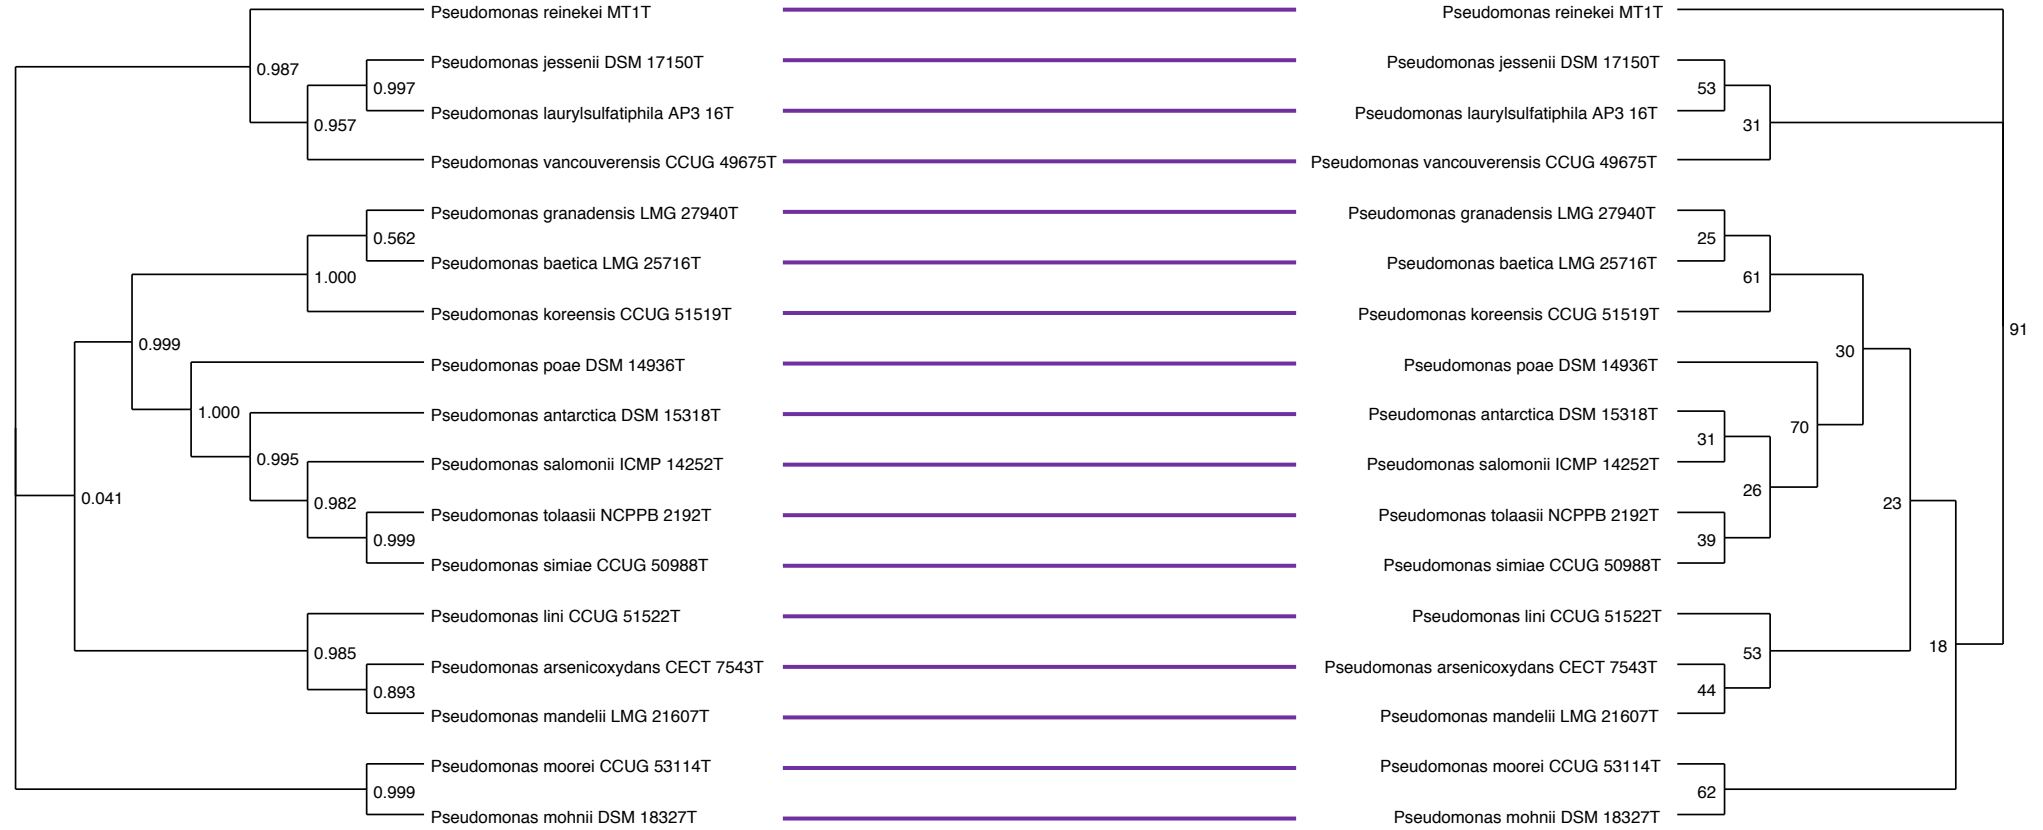 Pseudomonas reinekei MT1T
Pseudomonas reinekei MT1T
0.987
Pseudomonas jessenii DSM 17150T
Pseudomonas jessenii DSM 17150T
0.997
53
Pseudomonas laurylsulfatiphila AP3 16T
Pseudomonas laurylsulfatiphila AP3 16T
0.957
31
Pseudomonas vancouverensis CCUG 49675T
Pseudomonas vancouverensis CCUG 49675T
Pseudomonas granadensis LMG 27940T
Pseudomonas granadensis LMG 27940T
0.562
25
Pseudomonas baetica LMG 25716T
Pseudomonas baetica LMG 25716T
1.000
61
Pseudomonas koreensis CCUG 51519T
Pseudomonas koreensis CCUG 51519T
91
0.999
30
Pseudomonas poae DSM 14936T
Pseudomonas poae DSM 14936T
1.000
Pseudomonas antarctica DSM 15318T
Pseudomonas antarctica DSM 15318T
70
31
0.995
Pseudomonas salomonii ICMP 14252T
Pseudomonas salomonii ICMP 14252T
0.041
0.982
26
23
Pseudomonas tolaasii NCPPB 2192T
Pseudomonas tolaasii NCPPB 2192T
0.999
39
Pseudomonas simiae CCUG 50988T
Pseudomonas simiae CCUG 50988T
Pseudomonas lini CCUG 51522T
Pseudomonas lini CCUG 51522T
0.985
53
18
Pseudomonas arsenicoxydans CECT 7543T
Pseudomonas arsenicoxydans CECT 7543T
0.893
44
Pseudomonas mandelii LMG 21607T
Pseudomonas mandelii LMG 21607T
Pseudomonas moorei CCUG 53114T
Pseudomonas moorei CCUG 53114T
0.999
62
Pseudomonas mohnii DSM 18327T
Pseudomonas mohnii DSM 18327T